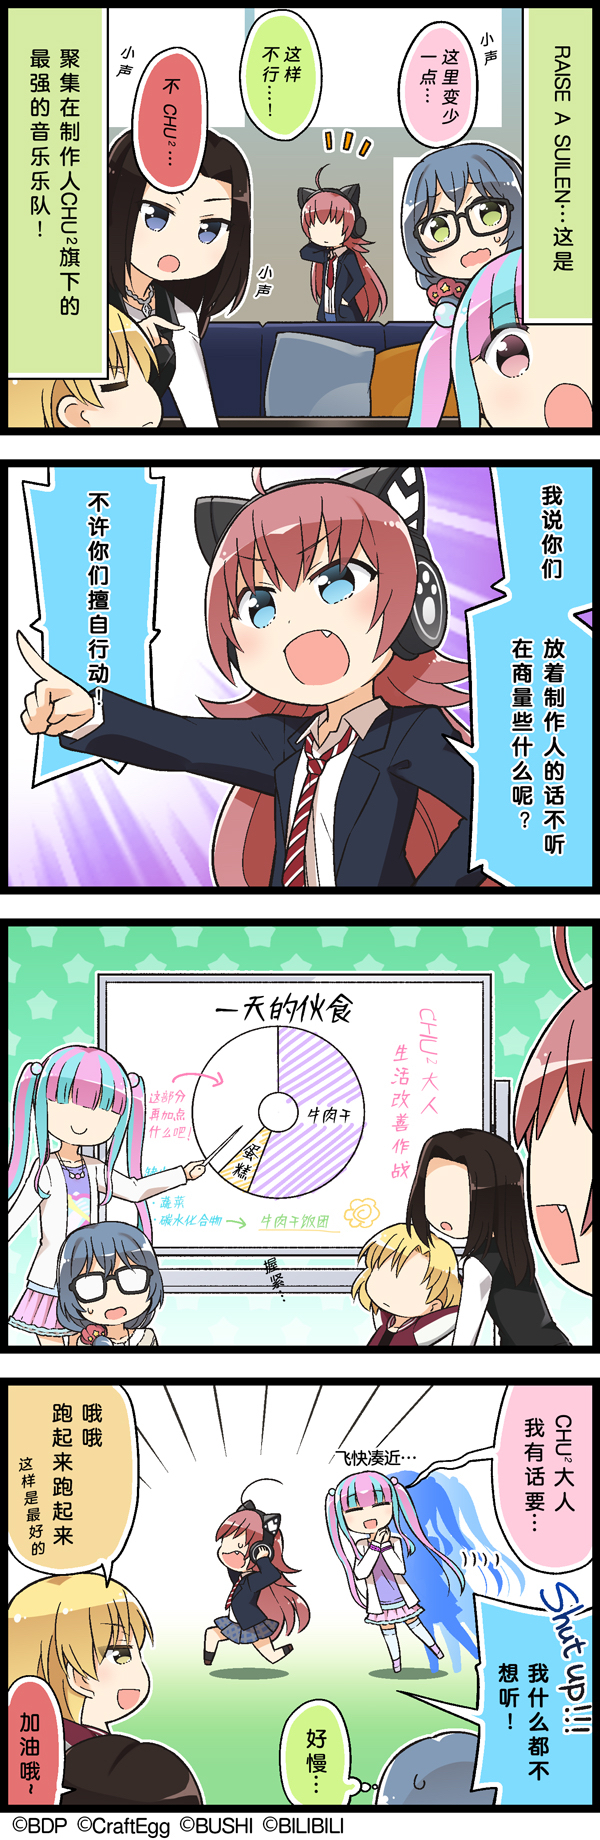 RAISE A SUILEN…这是
小声
这里变少
一点…
这样
不行…！
小声
不 CHU²…
小声
聚集在制作人CHU²旗下的
最强的音乐乐队！
我说你们
放着制作人的话不听
在商量些什么呢？
不许你们擅自行动！
一天的伙食
CHU²大人
生活改善作战
这部分
再加点
什么吧！
牛肉干
蛋糕
·蔬菜
·碳水化合物→牛肉干饭团
握紧…
CHU²大人
我有话要…
飞快凑近…
哦哦
跑起来跑起来
这样是最好的
Shut up!!!
我什么都不
想听！
好慢…
加油哦~
©BDP ©CraftEgg ©BUSHI ©BILIBILI